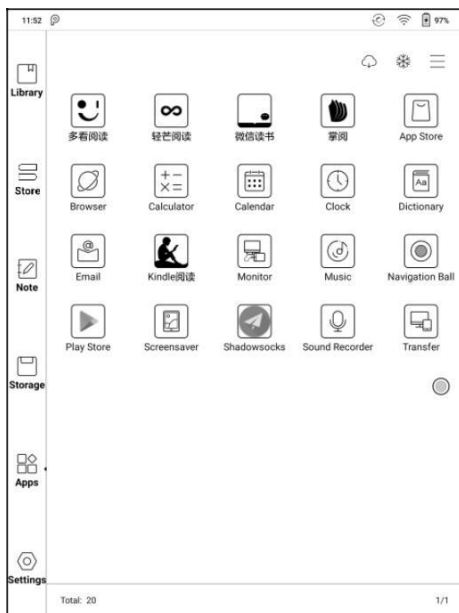 11:52
97%
Library
多看阅读
轻芒阅读
微信读书
掌阅
App Store
Store
Browser
Calculator
Calendar
Clock
Dictionary
Aa
Note
Email
Kindle阅读
Monitor
Music
Navigation Ball
Play Store
Screensaver
Shadowsocks
Sound Recorder
Transfer
Storage
Apps
Settings
Total: 20
1/1